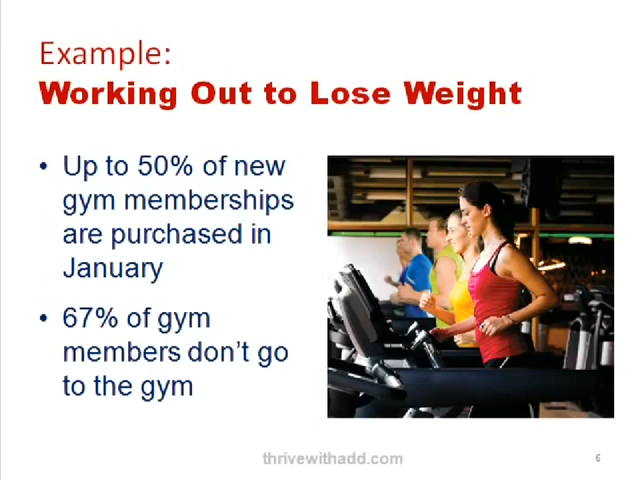 Example:
Working Out to Lose Weight
• Up to 50% of new
gym memberships
are purchased in
January
• 67% of gym
members don't go
to the gym
thrivewithadd.com
6